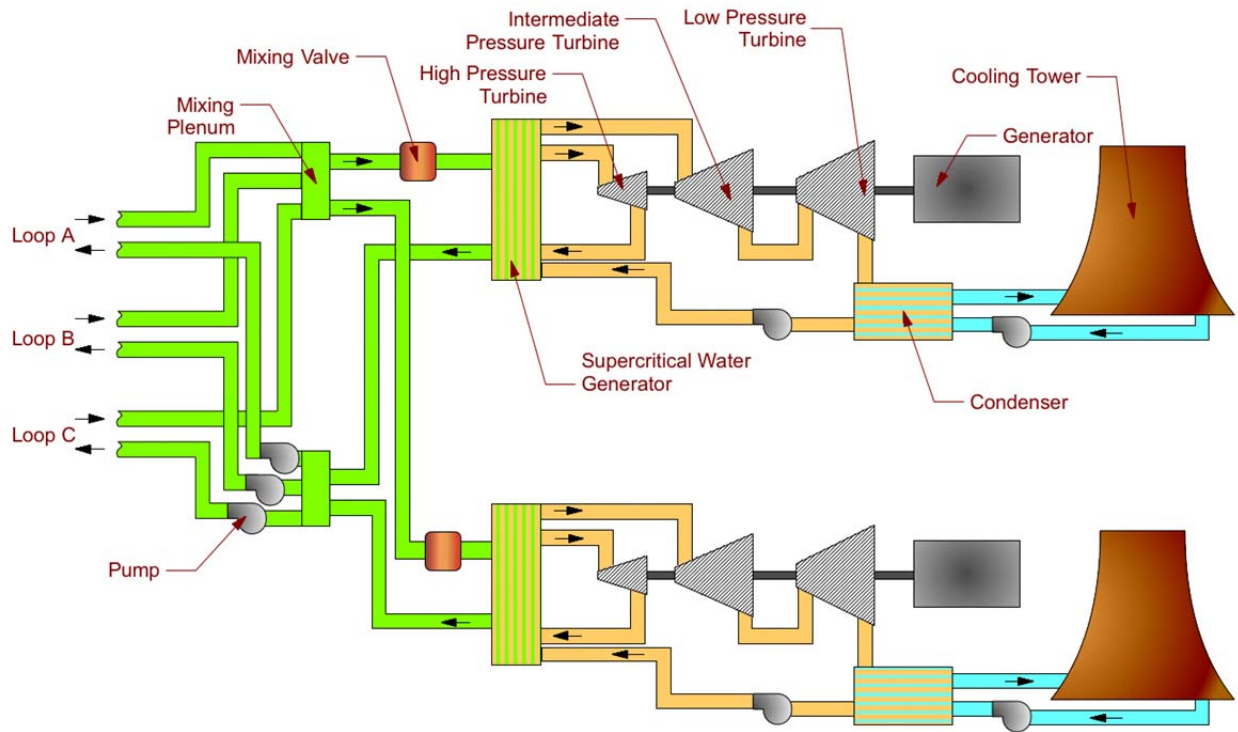 Intermediate
Pressure Turbine
Low Pressure
Turbine
Mixing Valve
High Pressure
Turbine
Cooling Tower
Mixing
Plenum
Generator
Loop A
Loop B
Supercritical Water
Generator
Condenser
Loop C
Pump